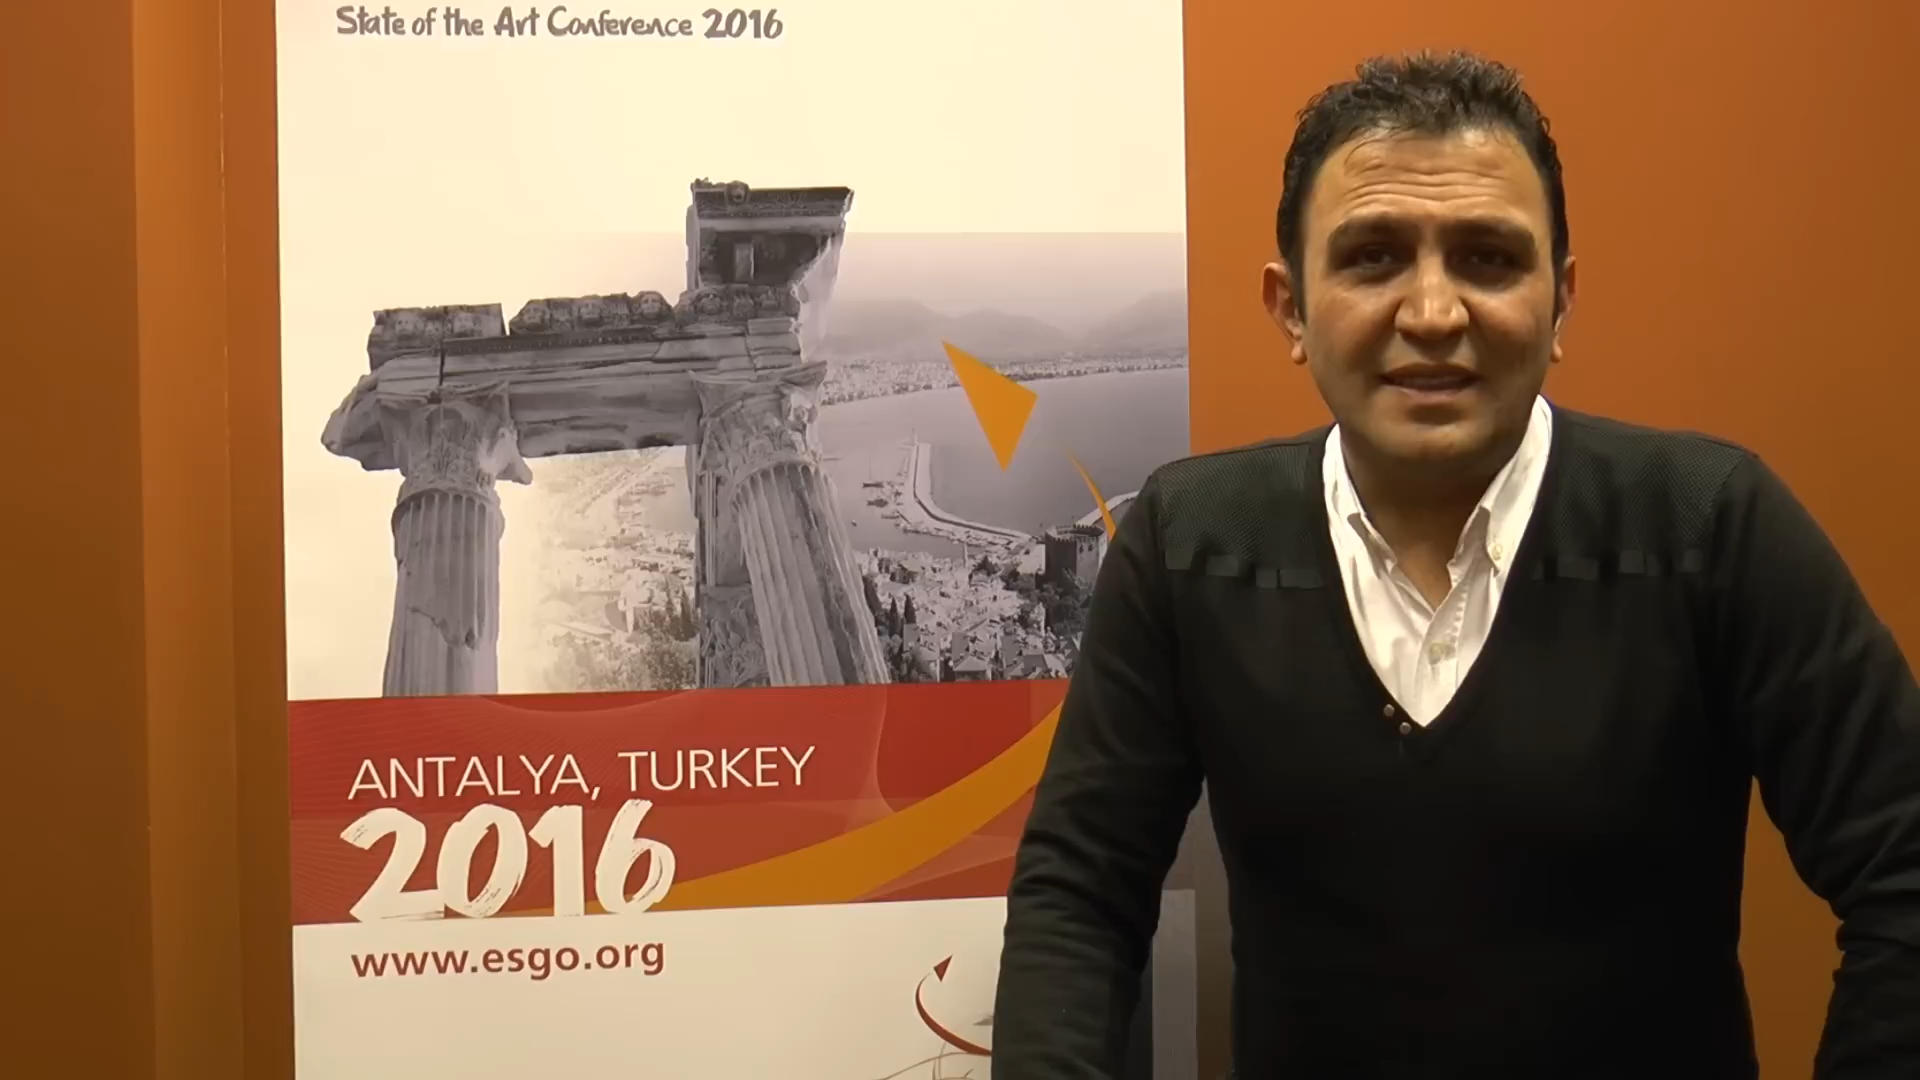 State of the Art Conference 2016
ANTALYA, TURKEY
2016
www.esgo.org